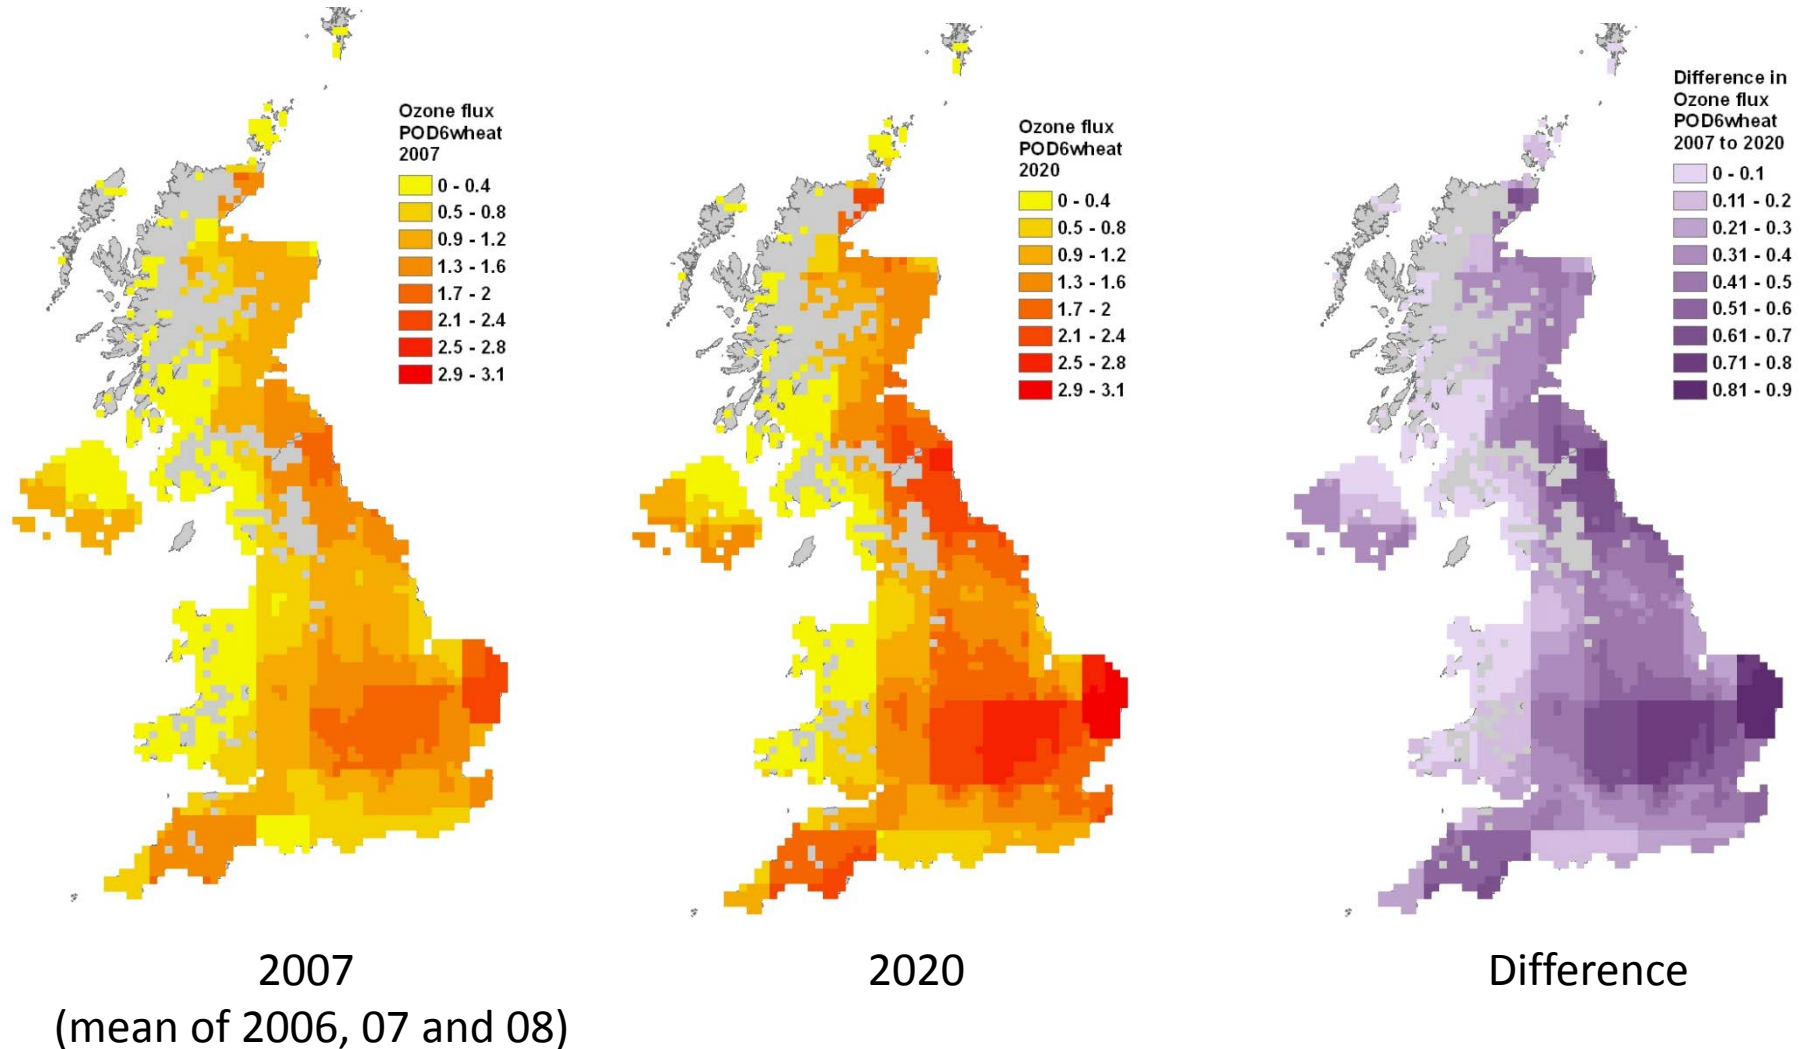 Ozone flux
POD6wheat
2007
0 - 0.4
0.5 - 0.8
0.9 - 1.2
1.3 - 1.6
1.7 - 2
2.1 - 2.4
2.5 - 2.8
2.9 - 3.1
Ozone flux
POD6wheat
2020
0 - 0.4
0.5 - 0.8
0.9 - 1.2
1.3 - 1.6
1.7 - 2
2.1 - 2.4
2.5 - 2.8
2.9 - 3.1
Difference in
Ozone flux
POD6wheat
2007 to 2020
0 - 0.1
0.11 - 0.2
0.21 - 0.3
0.31 - 0.4
0.41 - 0.5
0.51 - 0.6
0.61 - 0.7
0.71 - 0.8
0.81 - 0.9
2007
(mean of 2006, 07 and 08)
2020
Difference